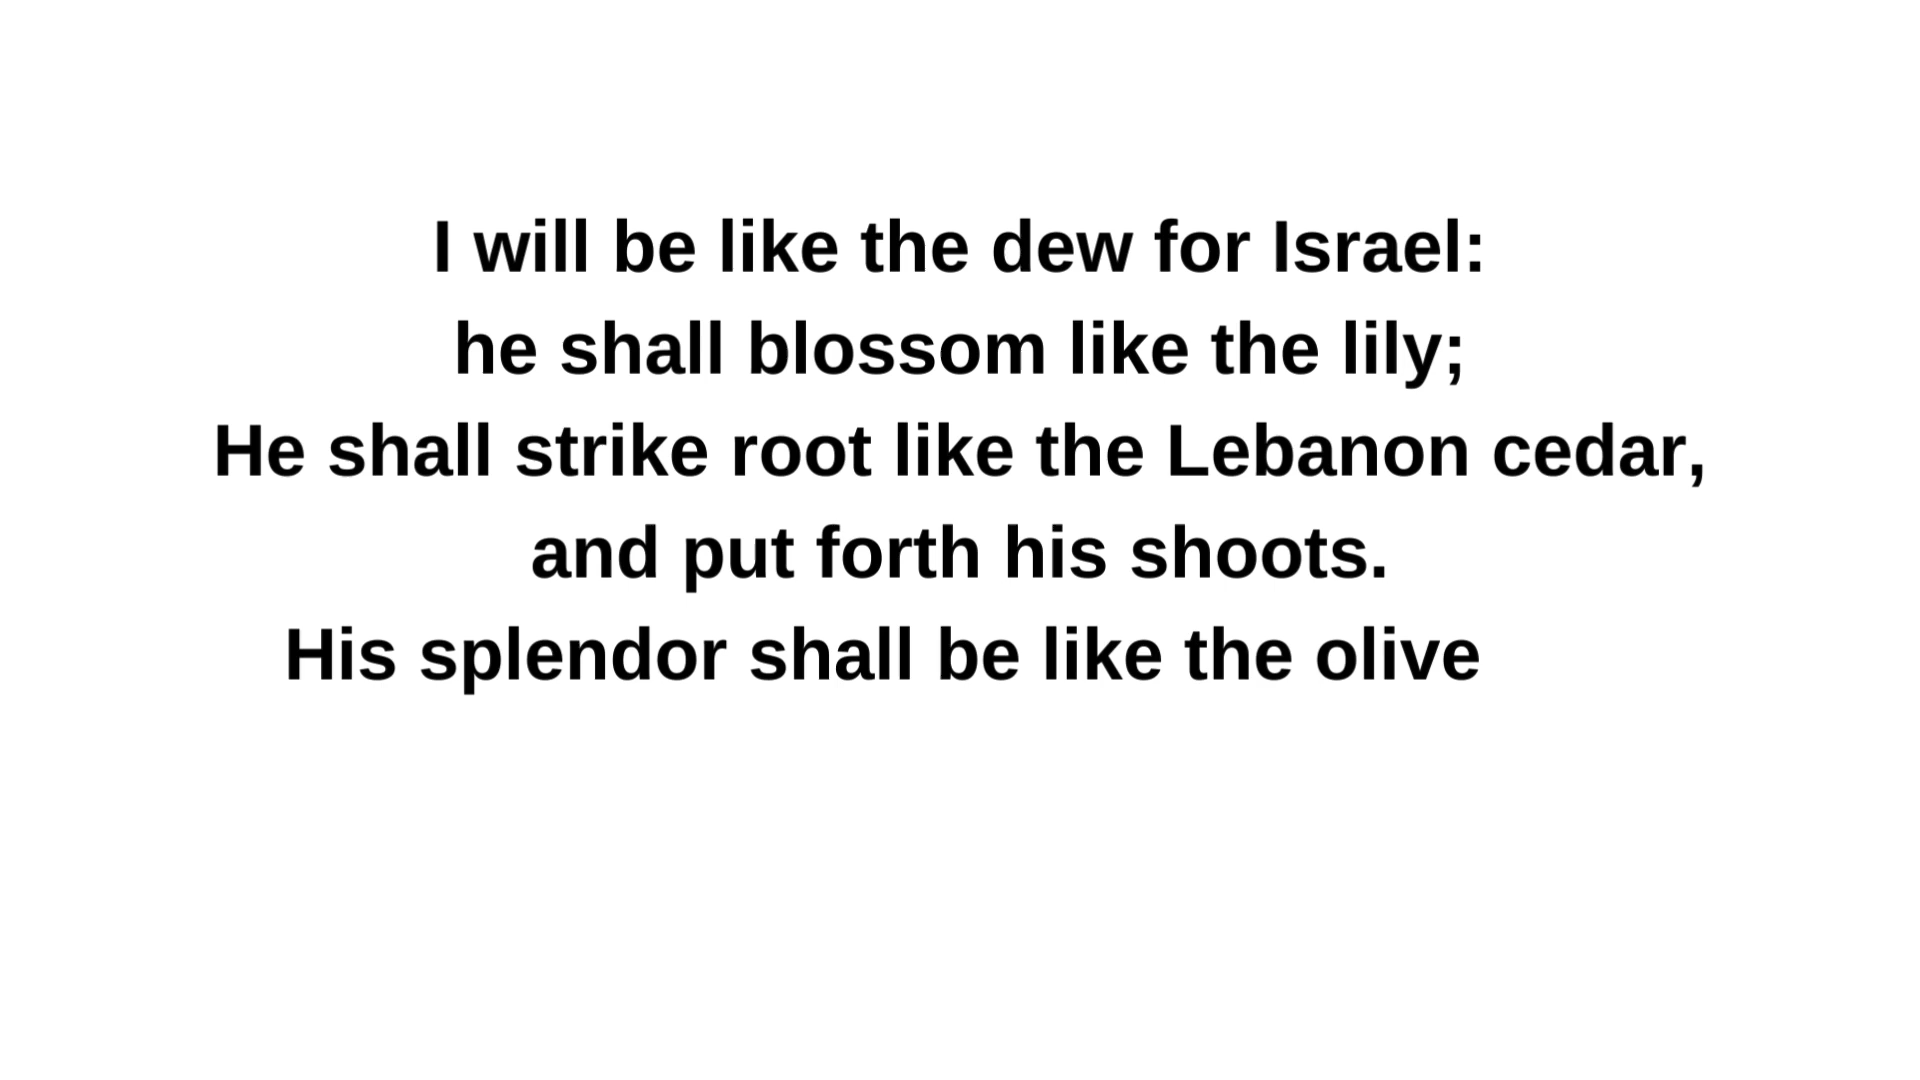 I will be like the dew for Israel:
he shall blossom like the lily;
He shall strike root like the Lebanon cedar,
and put forth his shoots.
His splendor shall be like the olive